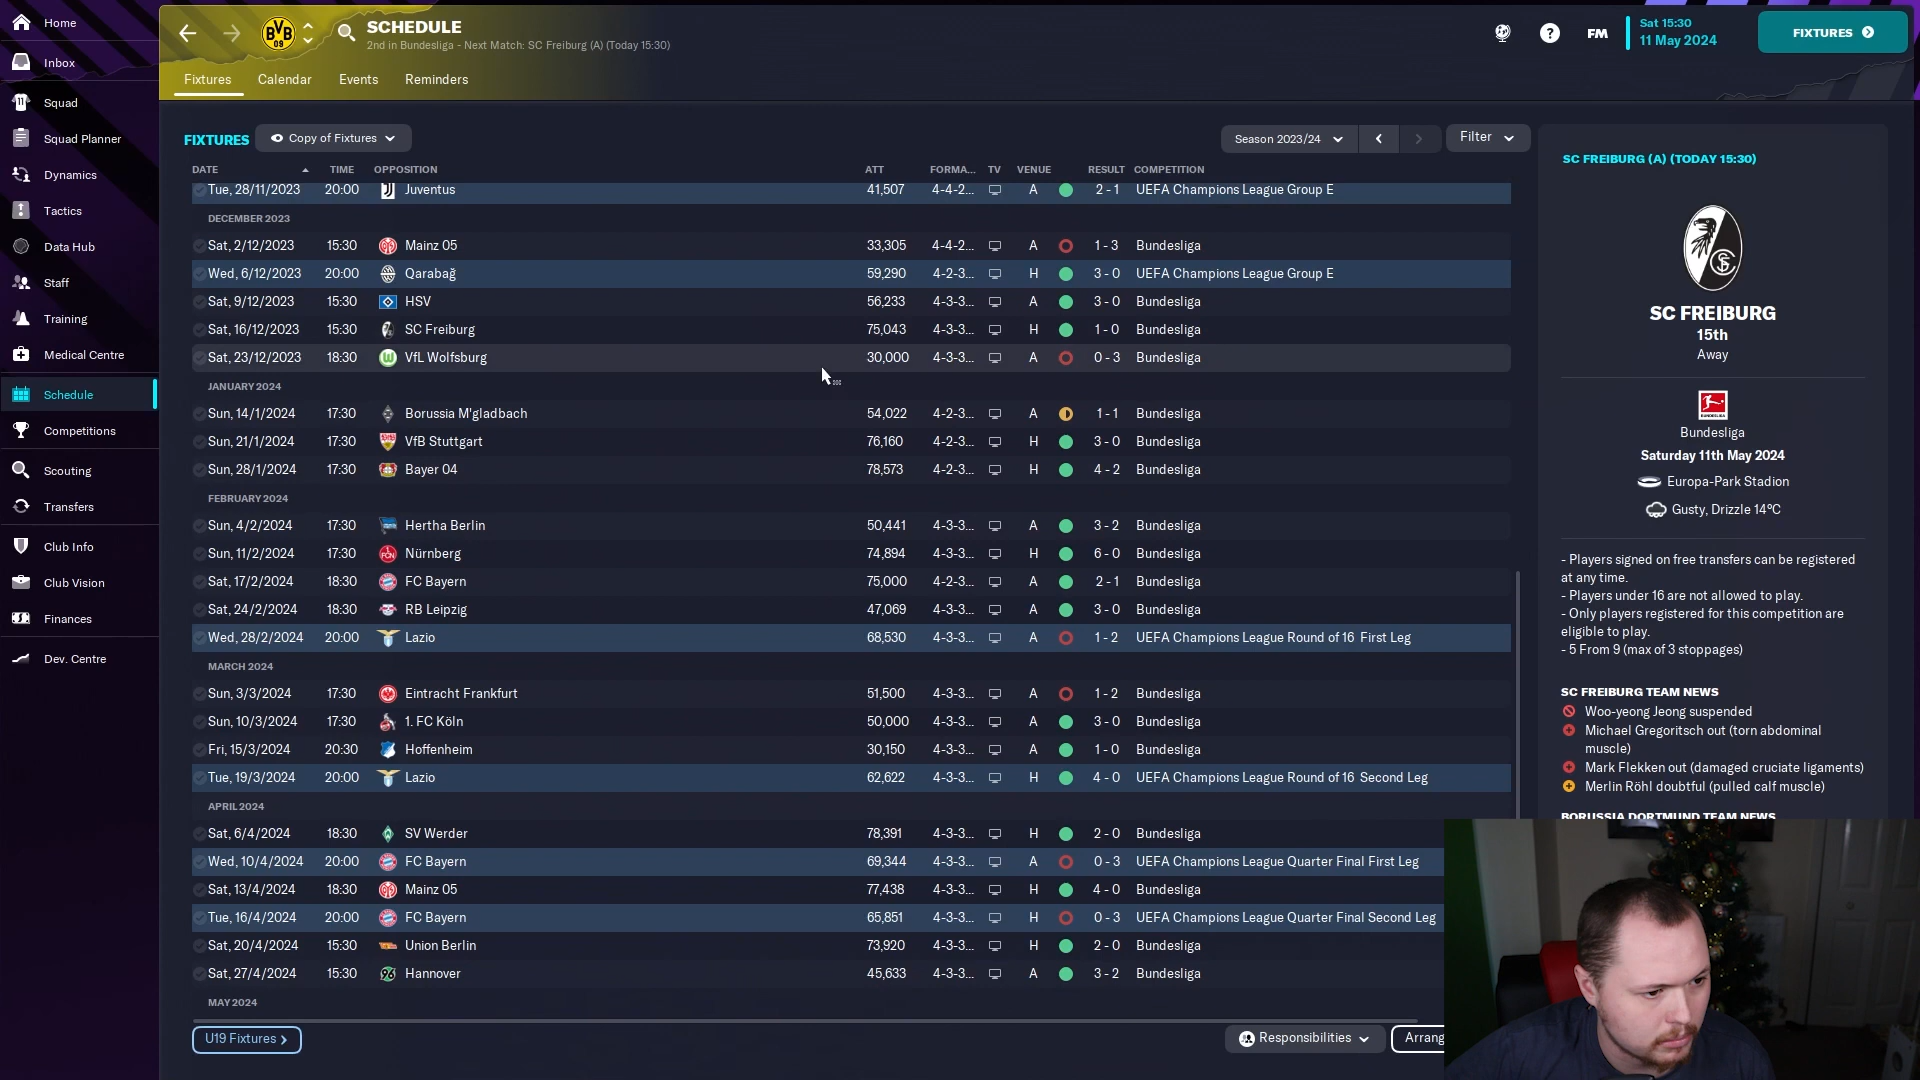 Home
Inbox
Squad
Squad Planner
Dynamics
Tactics
Data Hub
Staff
Training
Medical Centre
Schedule
Competitions
Scouting
Transfers
Club Info
Club Vision
Finances
Dev. Centre
SCHEDULE
2nd in Bundesliga - Next Match: SC Freiburg (A) (Today 15:30)
FM
Sat 15:30
11 May 2024
FIXTURES
Fixtures Calendar Events Reminders
FIXTURES Copy of Fixtures Season 2023/24 Filter
DATE TIME OPPOSITION ATT FORMA... TV VENUE RESULT COMPETITION
Tue, 28/11/2023 20:00 Juventus 41,507 4-4-2... A 2 - 1 UEFA Champions League Group E
DECEMBER 2023
Sat, 2/12/2023 15:30 Mainz 05 33,305 4-4-2... A 1 - 3 Bundesliga
Wed, 6/12/2023 20:00 Qarabağ 59,290 4-2-3... H 3 - 0 UEFA Champions League Group E
Sat, 9/12/2023 15:30 HSV 56,233 4-3-3... A 3 - 0 Bundesliga
Sat, 16/12/2023 15:30 SC Freiburg 75,043 4-3-3... H 1 - 0 Bundesliga
Sat, 23/12/2023 18:30 VfL Wolfsburg 30,000 4-3-3... A 0 - 3 Bundesliga
JANUARY 2024
Sun, 14/1/2024 17:30 Borussia M'gladbach 54,022 4-2-3... A 1 - 1 Bundesliga
Sun, 21/1/2024 17:30 VfB Stuttgart 76,160 4-2-3... H 3 - 0 Bundesliga
Sun, 28/1/2024 17:30 Bayer 04 78,573 4-2-3... H 4 - 2 Bundesliga
FEBRUARY 2024
Sun, 4/2/2024 17:30 Hertha Berlin 50,441 4-3-3... A 3 - 2 Bundesliga
Sun, 11/2/2024 17:30 Nürnberg 74,894 4-3-3... H 6 - 0 Bundesliga
Sat, 17/2/2024 18:30 FC Bayern 75,000 4-2-3... A 2 - 1 Bundesliga
Sat, 24/2/2024 18:30 RB Leipzig 47,069 4-3-3... A 3 - 0 Bundesliga
Wed, 28/2/2024 20:00 Lazio 68,530 4-3-3... A 1 - 2 UEFA Champions League Round of 16 First Leg
MARCH 2024
Sun, 3/3/2024 17:30 Eintracht Frankfurt 51,500 4-3-3... A 1 - 2 Bundesliga
Sun, 10/3/2024 17:30 1. FC Köln 50,000 4-3-3... A 3 - 0 Bundesliga
Fri, 15/3/2024 20:30 Hoffenheim 30,150 4-3-3... A 1 - 0 Bundesliga
Tue, 19/3/2024 20:00 Lazio 62,622 4-3-3... H 4 - 0 UEFA Champions League Round of 16 Second Leg
APRIL 2024
Sat, 6/4/2024 18:30 SV Werder 78,391 4-3-3... H 2 - 0 Bundesliga
Wed, 10/4/2024 20:00 FC Bayern 69,344 4-3-3... A 0 - 3 UEFA Champions League Quarter Final First Leg
Sat, 13/4/2024 18:30 Mainz 05 77,438 4-3-3... H 4 - 0 Bundesliga
Tue, 16/4/2024 20:00 FC Bayern 65,851 4-3-3... H 0 - 3 UEFA Champions League Quarter Final Second Leg
Sat, 20/4/2024 15:30 Union Berlin 73,920 4-3-3... H 2 - 0 Bundesliga
Sat, 27/4/2024 15:30 Hannover 45,633 4-3-3... A 3 - 2 Bundesliga
MAY 2024
U19 Fixtures Responsibilities Arrang
SC FREIBURG (A) (TODAY 15:30)
SC FREIBURG
15th
Away
Bundesliga
Saturday 11th May 2024
Europa-Park Stadion
Gusty, Drizzle 14°C
- Players signed on free transfers can be registered
at any time.
- Players under 16 are not allowed to play.
- Only players registered for this competition are
eligible to play.
- 5 From 9 (max of 3 stoppages)
SC FREIBURG TEAM NEWS
Woo-yeong Jeong suspended
Michael Gregoritsch out (torn abdominal
muscle)
Mark Flekken out (damaged cruciate ligaments)
Merlin Röhl doubtful (pulled calf muscle)
BORUSSIA DORTMUND TEAM NEWS